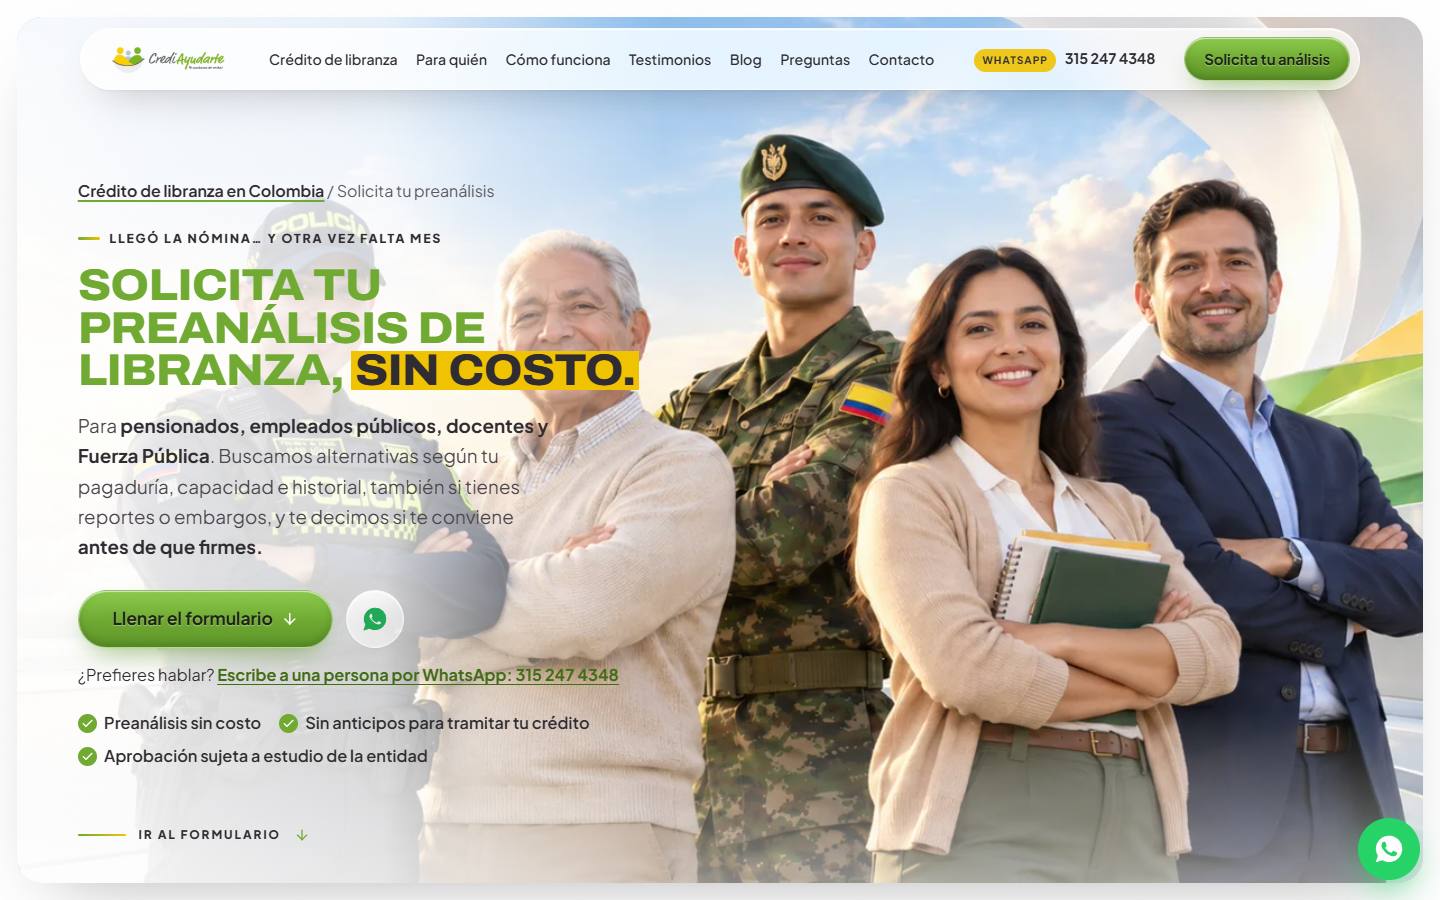 CrediAyudarte
Crédito de libranza
Para quién
Cómo funciona
Testimonios
Blog
Preguntas
Contacto
WHATSAPP
315 247 4348
Solicita tu análisis
Crédito de libranza en Colombia / Solicita tu preanálisis
LLEGÓ LA NÓMINA… Y OTRA VEZ FALTA MES
SOLICITA TU
PREANÁLISIS DE
LIBRANZA, SIN COSTO.
Para pensionados, empleados públicos, docentes y
Fuerza Pública. Buscamos alternativas según tu
pagaduría, capacidad e historial, también si tienes
reportes o embargos, y te decimos si te conviene
antes de que firmes.
Llenar el formulario
¿Prefieres hablar? Escribe a una persona por WhatsApp: 315 247 4348
Preanálisis sin costo
Sin anticipos para tramitar tu crédito
Aprobación sujeta a estudio de la entidad
IR AL FORMULARIO